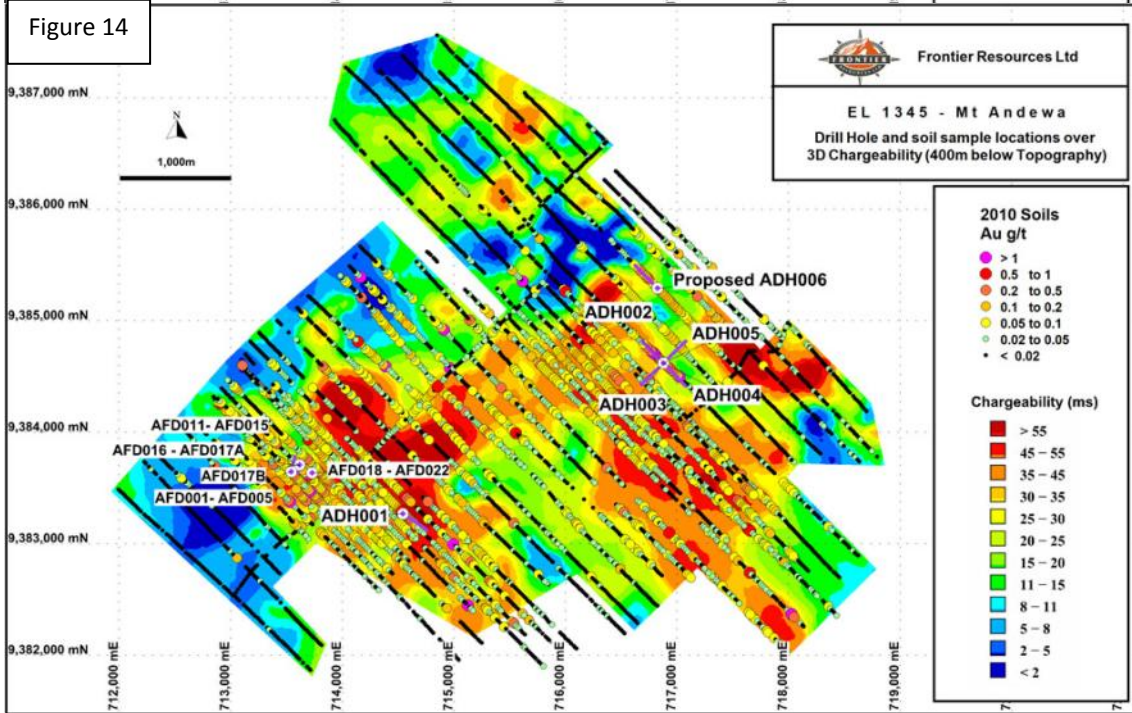 Figure 14
FRONTIER
Frontier Resources Ltd
EL 1345 - Mt Andewa
Drill Hole and soil sample locations over
3D Chargeability (400m below Topography)
N
1,000m
9,387,000 mN
9,386,000 mN
9,385,000 mN
9,384,000 mN
9,383,000 mN
9,382,000 mN
Proposed ADH006
ADH002
ADH005
ADH003
ADH004
AFD011- AFD015
AFD016 - AFD017A
AFD017B
AFD018 - AFD022
AFD001- AFD005
ADH001
2010 Soils
Au g/t
> 1
0.5 to 1
0.2 to 0.5
0.1 to 0.2
0.05 to 0.1
0.02 to 0.05
< 0.02
Chargeability (ms)
> 55
45 – 55
35 – 45
30 – 35
25 – 30
20 – 25
15 – 20
11 – 15
8 – 11
5 – 8
2 – 5
< 2
712,000 mE
713,000 mE
714,000 mE
715,000 mE
716,000 mE
717,000 mE
718,000 mE
719,000 mE